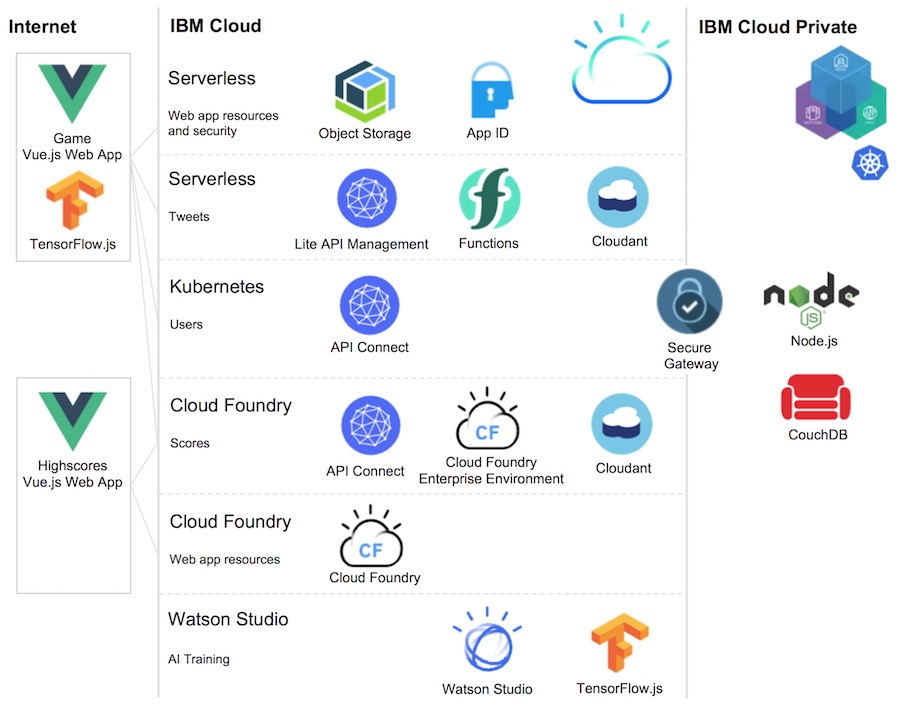 Internet
IBM Cloud
IBM Cloud Private
Game
Vue.js Web App
TensorFlow.js
Serverless
Web app resources
and security
Object Storage
App ID
Serverless
Tweets
Lite API Management
Functions
Cloudant
Kubernetes
Users
API Connect
Secure
Gateway
node
JS
Node.js
CouchDB
Highscores
Vue.js Web App
Cloud Foundry
Scores
API Connect
CF
Cloud Foundry
Enterprise Environment
Cloudant
Cloud Foundry
Web app resources
CF
Cloud Foundry
Watson Studio
AI Training
Watson Studio
TensorFlow.js